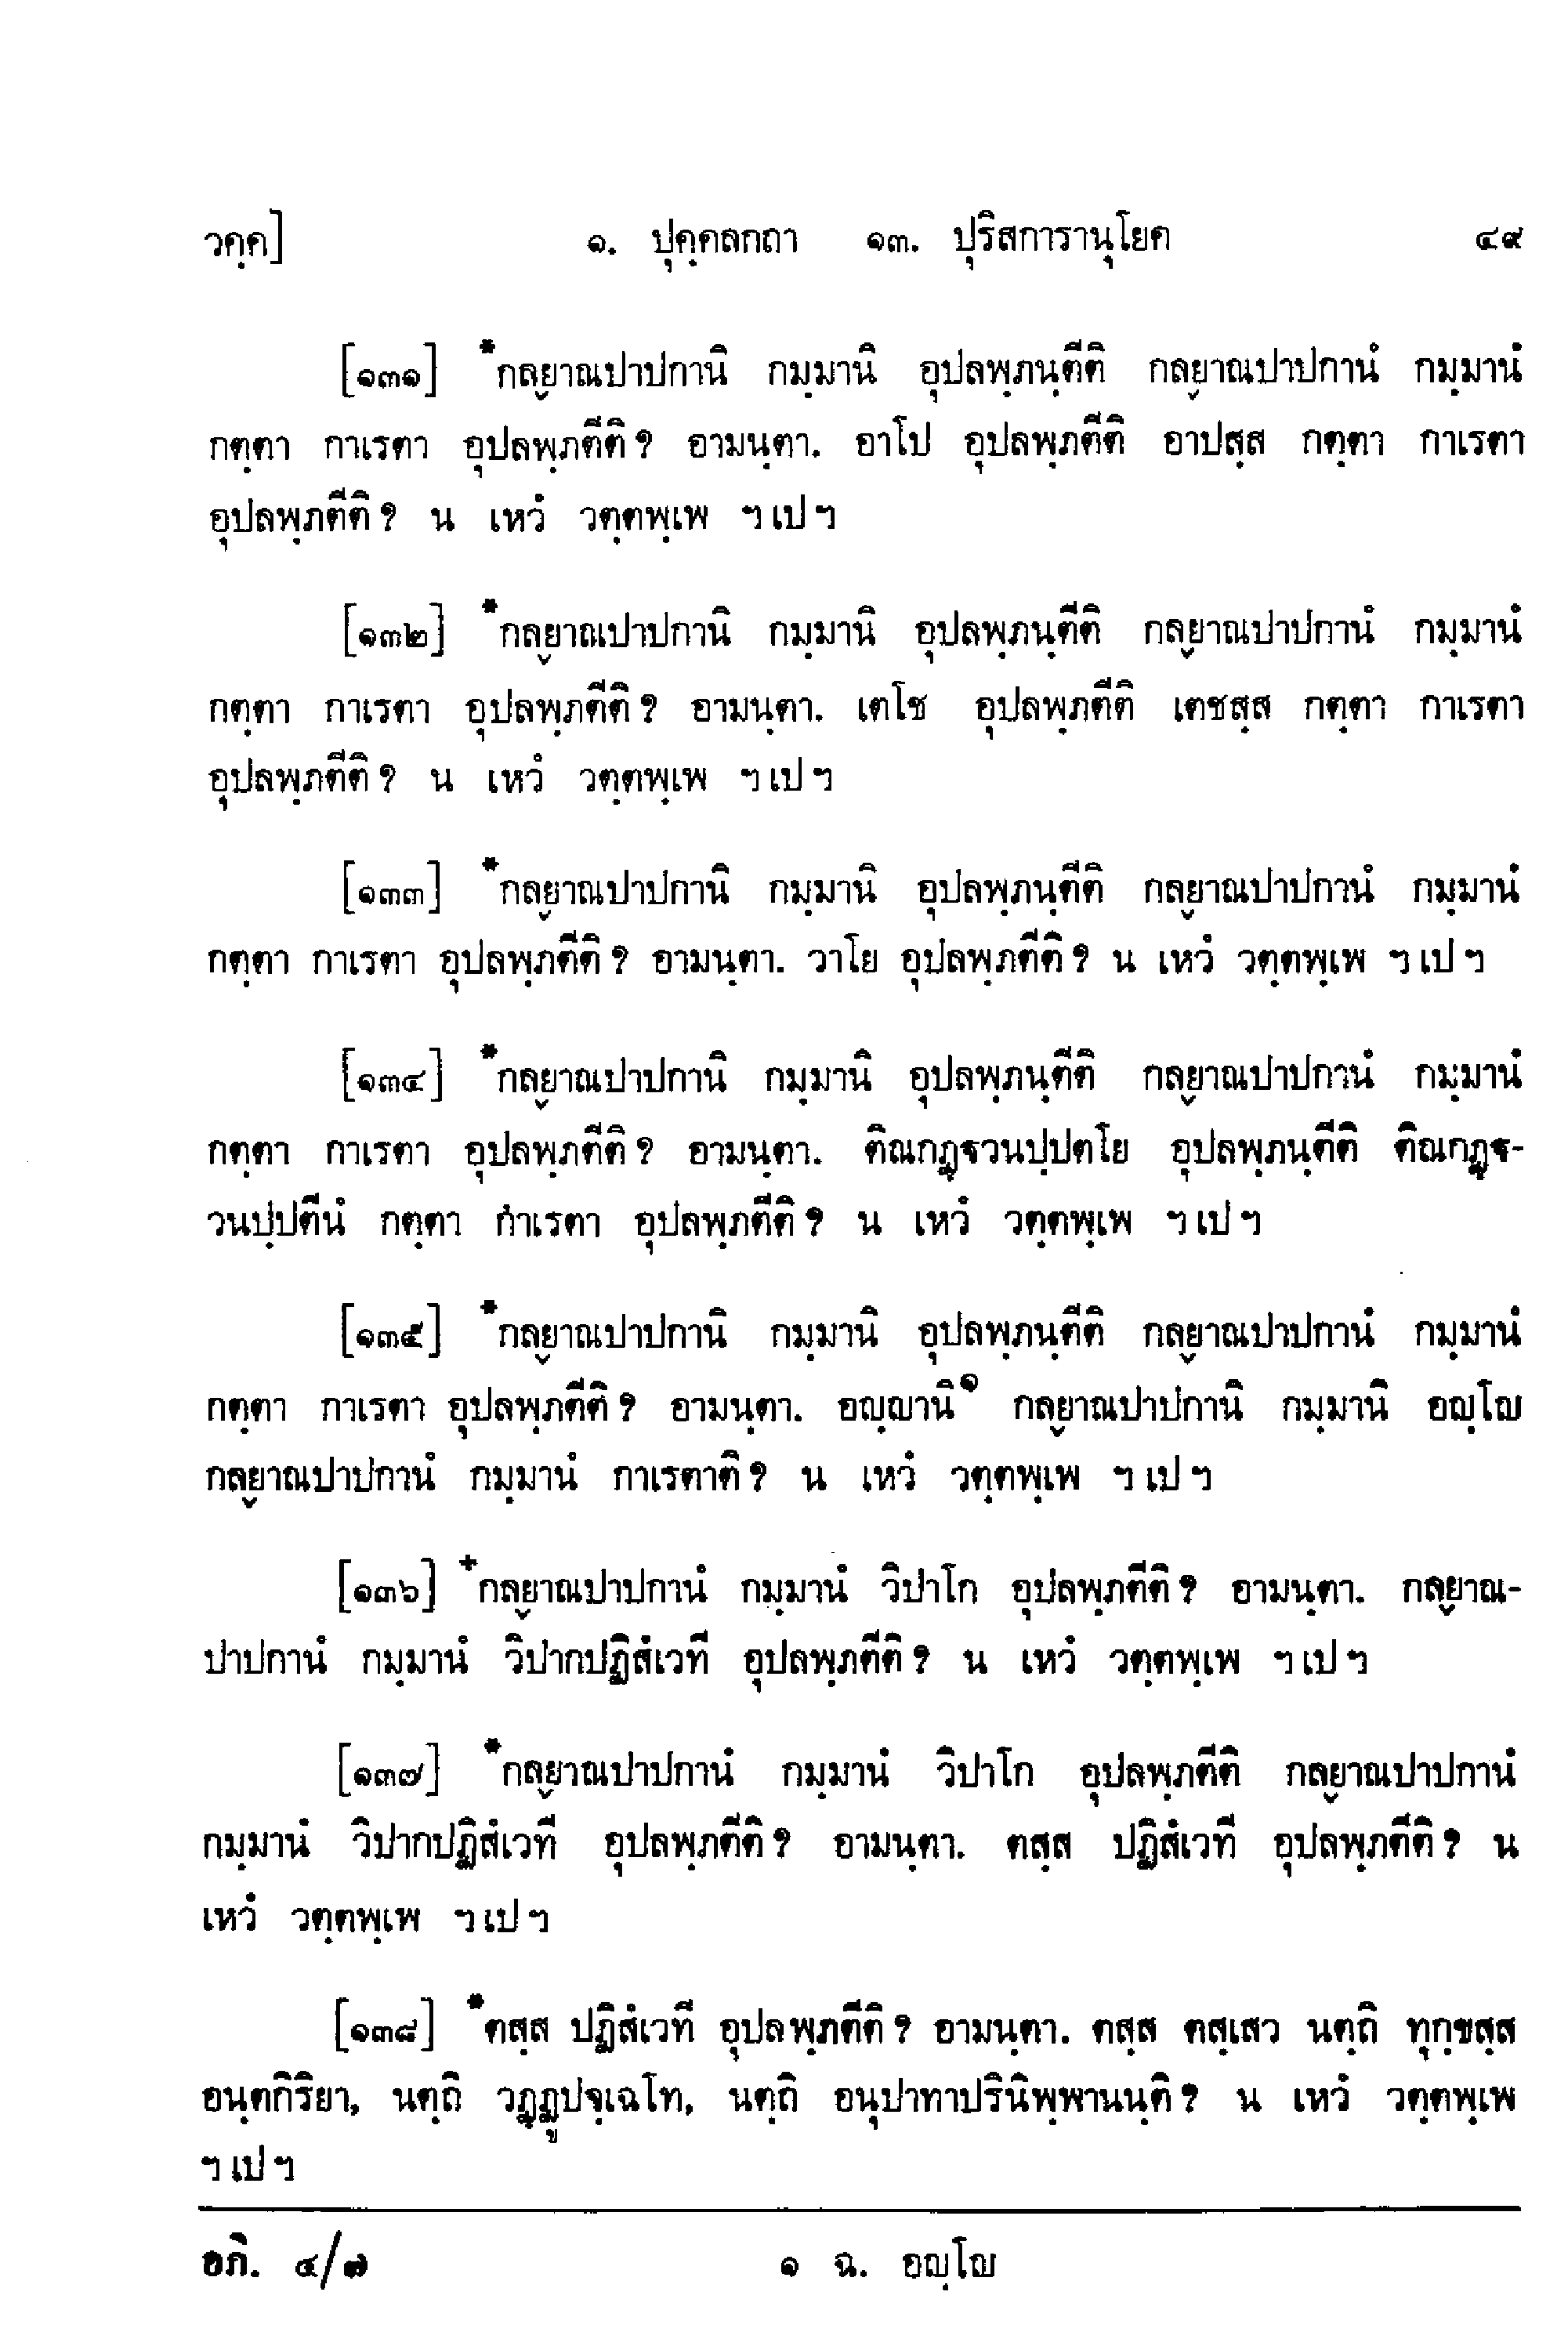 วคฺค]   ๑. ปุคฺคลกถา   ๑๓. ปุริสการานุโยค   ๔๙
[๑๓๑] *กลฺยาณปาปกานิ กมฺมานิ อุปลพฺภนฺตีติ กลฺยาณปาปกานํ กมฺมานํ
กตฺตา กาเรตา อุปลพฺภตีติ? อามนฺตา. อาโป อุปลพฺภตีติ อาปสฺส กตฺตา กาเรตา
อุปลพฺภตีติ? น เหวํ วตฺตพฺเพ ฯเปฯ
[๑๓๒] *กลฺยาณปาปกานิ กมฺมานิ อุปลพฺภนฺตีติ กลฺยาณปาปกานํ กมฺมานํ
กตฺตา กาเรตา อุปลพฺภตีติ? อามนฺตา. เตโช อุปลพฺภตีติ เตชสฺส กตฺตา กาเรตา
อุปลพฺภตีติ? น เหวํ วตฺตพฺเพ ฯเปฯ
[๑๓๓] *กลฺยาณปาปกานิ กมฺมานิ อุปลพฺภนฺตีติ กลฺยาณปาปกานํ กมฺมานํ
กตฺตา กาเรตา อุปลพฺภตีติ? อามนฺตา. วาโย อุปลพฺภตีติ? น เหวํ วตฺตพฺเพ ฯเปฯ
[๑๓๔] *กลฺยาณปาปกานิ กมฺมานิ อุปลพฺภนฺตีติ กลฺยาณปาปกานํ กมฺมานํ
กตฺตา กาเรตา อุปลพฺภตีติ? อามนฺตา. ติณกฏฺฐวนปฺปตโย อุปลพฺภนฺตีติ ติณกฏฺฐ-
วนปฺปตีนํ กตฺตา กำเรตา อุปลพฺภตีติ? น เหวํ วตฺตพฺเพ ฯเปฯ
[๑๓๕] *กลฺยาณปาปกานิ กมฺมานิ อุปลพฺภนฺตีติ กลฺยาณปาปกานํ กมฺมานํ
กตฺตา กาเรตา อุปลพฺภตีติ? อามนฺตา. อญฺญานิ๑ กลฺยาณปาปกานิ กมฺมานิ อญฺโญ
กลฺยาณปาปกานํ กมฺมานํ กาเรตาติ? น เหวํ วตฺตพฺเพ ฯเปฯ
[๑๓๖] +กลฺยาณปาปกานํ กมฺมานํ วิปาโก อุปลพฺภตีติ? อามนฺตา. กลฺยาณ-
ปาปกานํ กมฺมานํ วิปากปฏิสํเวที อุปลพฺภตีติ? น เหวํ วตฺตพฺเพ ฯเปฯ
[๑๓๗] *กลฺยาณปาปกานํ กมฺมานํ วิปาโก อุปลพฺภตีติ กลฺยาณปาปกานํ
กมฺมานํ วิปากปฏิสํเวที อุปลพฺภตีติ? อามนฺตา. ตสฺส ปฏิสํเวที อุปลพฺภตีติ? น
เหวํ วตฺตพฺเพ ฯเปฯ
[๑๓๘] *ตสฺส ปฏิสํเวที อุปลพฺภตีติ? อามนฺตา. ตสฺส ตสฺเสว นตฺถิ ทุกฺขสฺส
อนฺตกิริยา, นตฺถิ วฏฺฏูปจฺเฉโท, นตฺถิ อนุปาทาปรินิพฺพานนฺติ? น เหวํ วตฺตพฺเพ
ฯเปฯ
อภิ. ๔/๗   ๑ ฉ. อญฺโญ